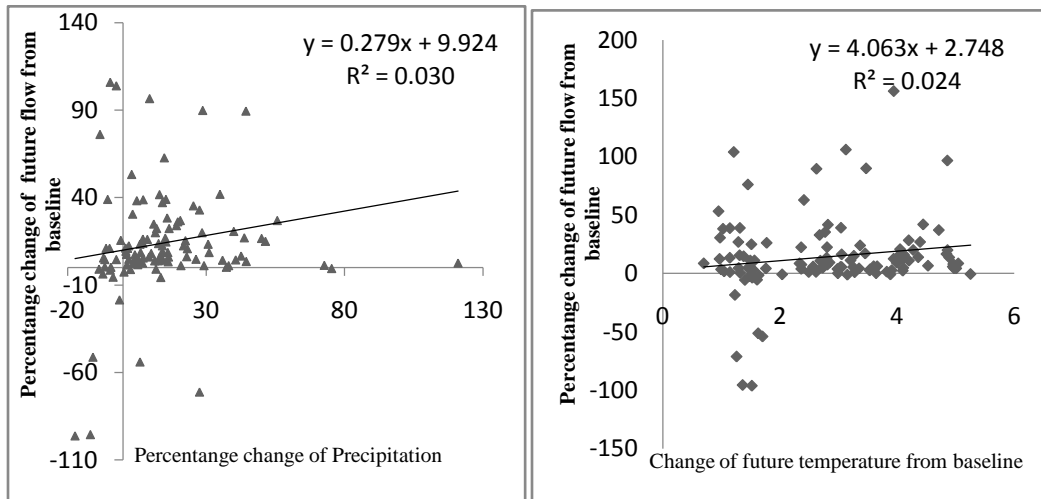 140
90
40
-10
-60
-110
-20
30
80
130
y = 0.279x + 9.924
R² = 0.030
Percentange change of future flow from
baseline
Percentange change of Precipitation
200
150
100
50
0
-50
-100
-150
0
2
4
6
y = 4.063x + 2.748
R² = 0.024
Percentange change of future flow from
baseline
Change of future temperature from baseline